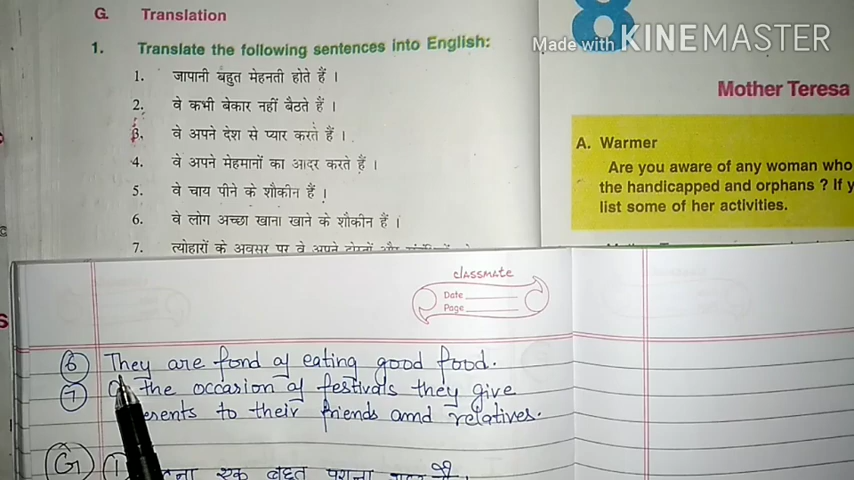 G. Translation
1. Translate the following sentences into English:
1. जापानी बहुत मेहनती होते हैं ।
2. वे कभी बेकार नहीं बैठते हैं ।
3. वे अपने देश से प्यार करते हैं ।
4. वे अपने मेहमानों का आदर करते हैं ।
5. वे चाय पीने के शौकीन हैं ।
6. वे लोग अच्छा खाना खाने के शौकीन हैं ।
7. त्योहारों के अवसर पर वे अपने दोस्तों और
8
Made with KINEMASTER
Mother Teresa
A. Warmer
Are you aware of any woman who
the handicapped and orphans ? If y
list some of her activities.
classmate
Date
Page
6 They are fond of eating good food.
7 the occasion of festivals they give
to their friends and relatives.
G 1 एक बहुत पुराना